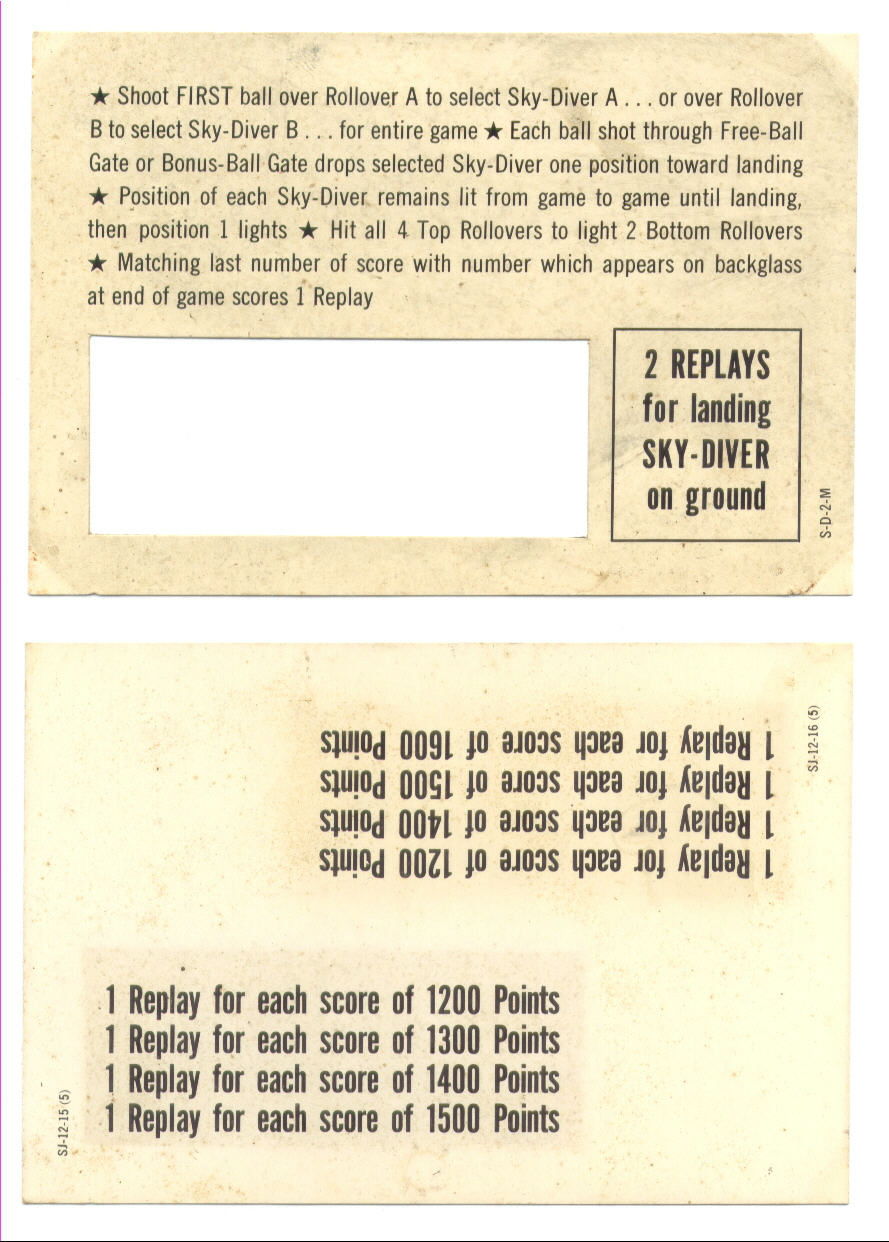 ★ Shoot FIRST ball over Rollover A to select Sky-Diver A . . . or over Rollover
B to select Sky-Diver B . . . for entire game ★ Each ball shot through Free-Ball
Gate or Bonus-Ball Gate drops selected Sky-Diver one position toward landing
★ Position of each Sky-Diver remains lit from game to game until landing,
then position 1 lights ★ Hit all 4 Top Rollovers to light 2 Bottom Rollovers
★ Matching last number of score with number which appears on backglass
at end of game scores 1 Replay
2 REPLAYS
for landing
SKY-DIVER
on ground
S-D-2-M
1 Replay for each score of 1200 Points
1 Replay for each score of 1400 Points
1 Replay for each score of 1500 Points
1 Replay for each score of 1600 Points
SJ-12-16 (5)
1 Replay for each score of 1200 Points
1 Replay for each score of 1300 Points
1 Replay for each score of 1400 Points
1 Replay for each score of 1500 Points
SJ-12-15 (5)